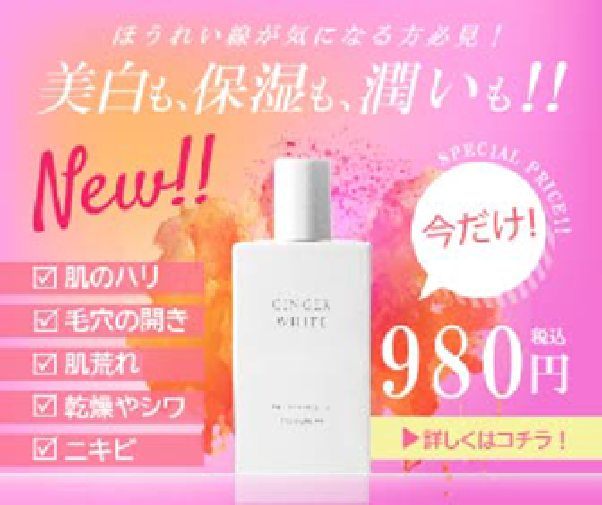 ほうれい線が気になる方必見！
美白も、保湿も、潤いも!!
New!!
SPECIAL PRICE!!
今だけ!
☑ 肌のハリ
☑ 毛穴の開き
☑ 肌荒れ
☑ 乾燥やシワ
☑ ニキビ
GINGER
WHITE
980円 税込
▶詳しくはコチラ！